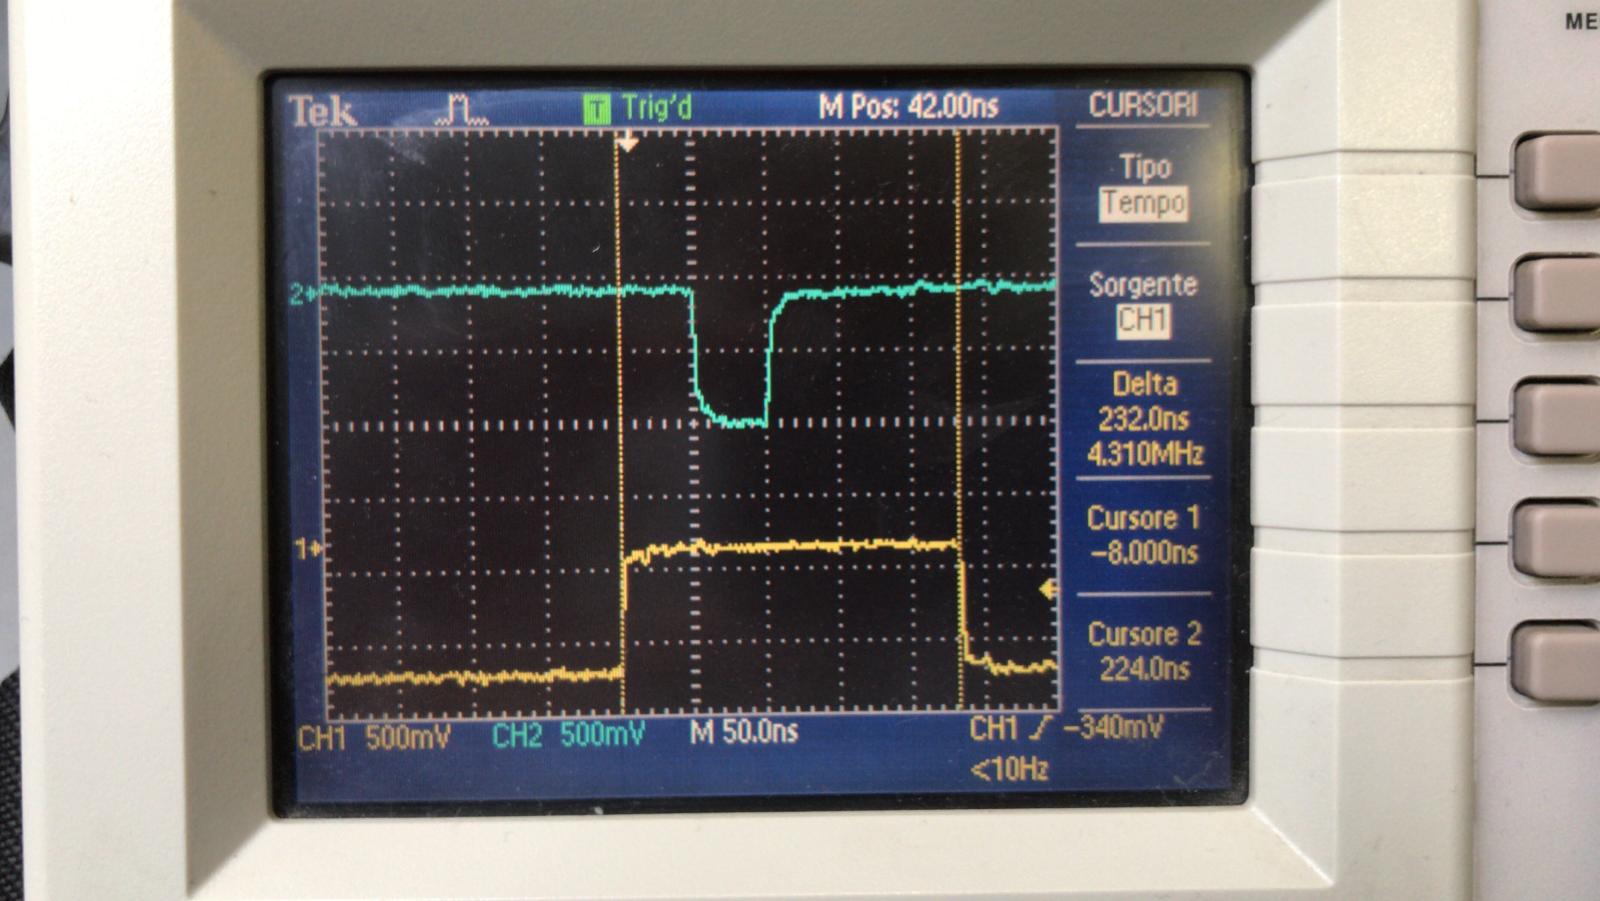 ME
Tek
T Trig'd
M Pos: 42.00ns
CURSORI
Tipo
Tempo
Sorgente
CH1
Delta
232.0ns
4.310MHz
Cursore 1
-8.000ns
Cursore 2
224.0ns
2
1
CH1 500mV
CH2 500mV
M 50.0ns
CH1 -340mV
<10Hz